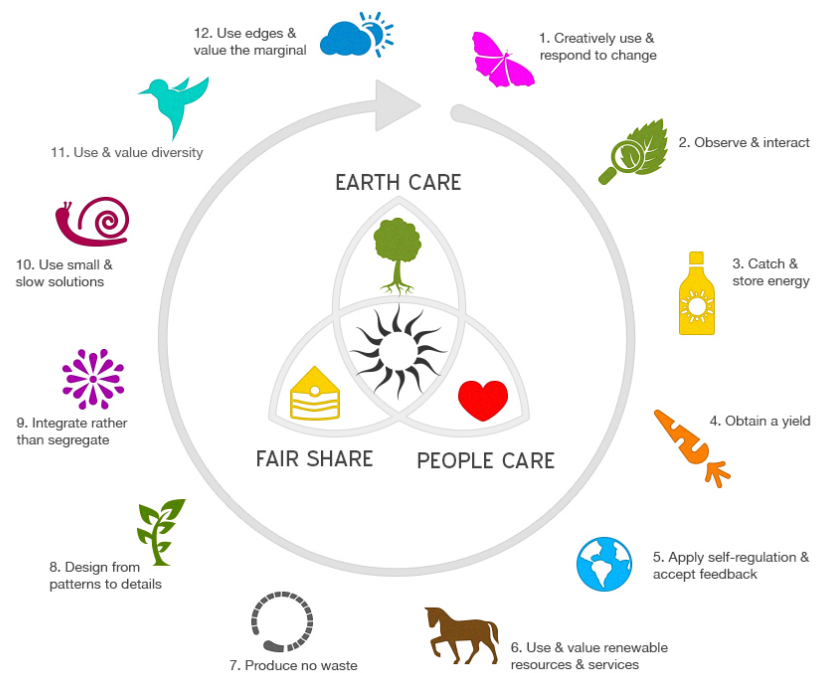 12. Use edges &
value the marginal
1. Creatively use &
respond to change
2. Observe & interact
11. Use & value diversity
EARTH CARE
10. Use small &
slow solutions
3. Catch &
store energy
9. Integrate rather
than segregate
4. Obtain a yield
FAIR SHARE
PEOPLE CARE
8. Design from
patterns to details
5. Apply self-regulation &
accept feedback
7. Produce no waste
6. Use & value renewable
resources & services